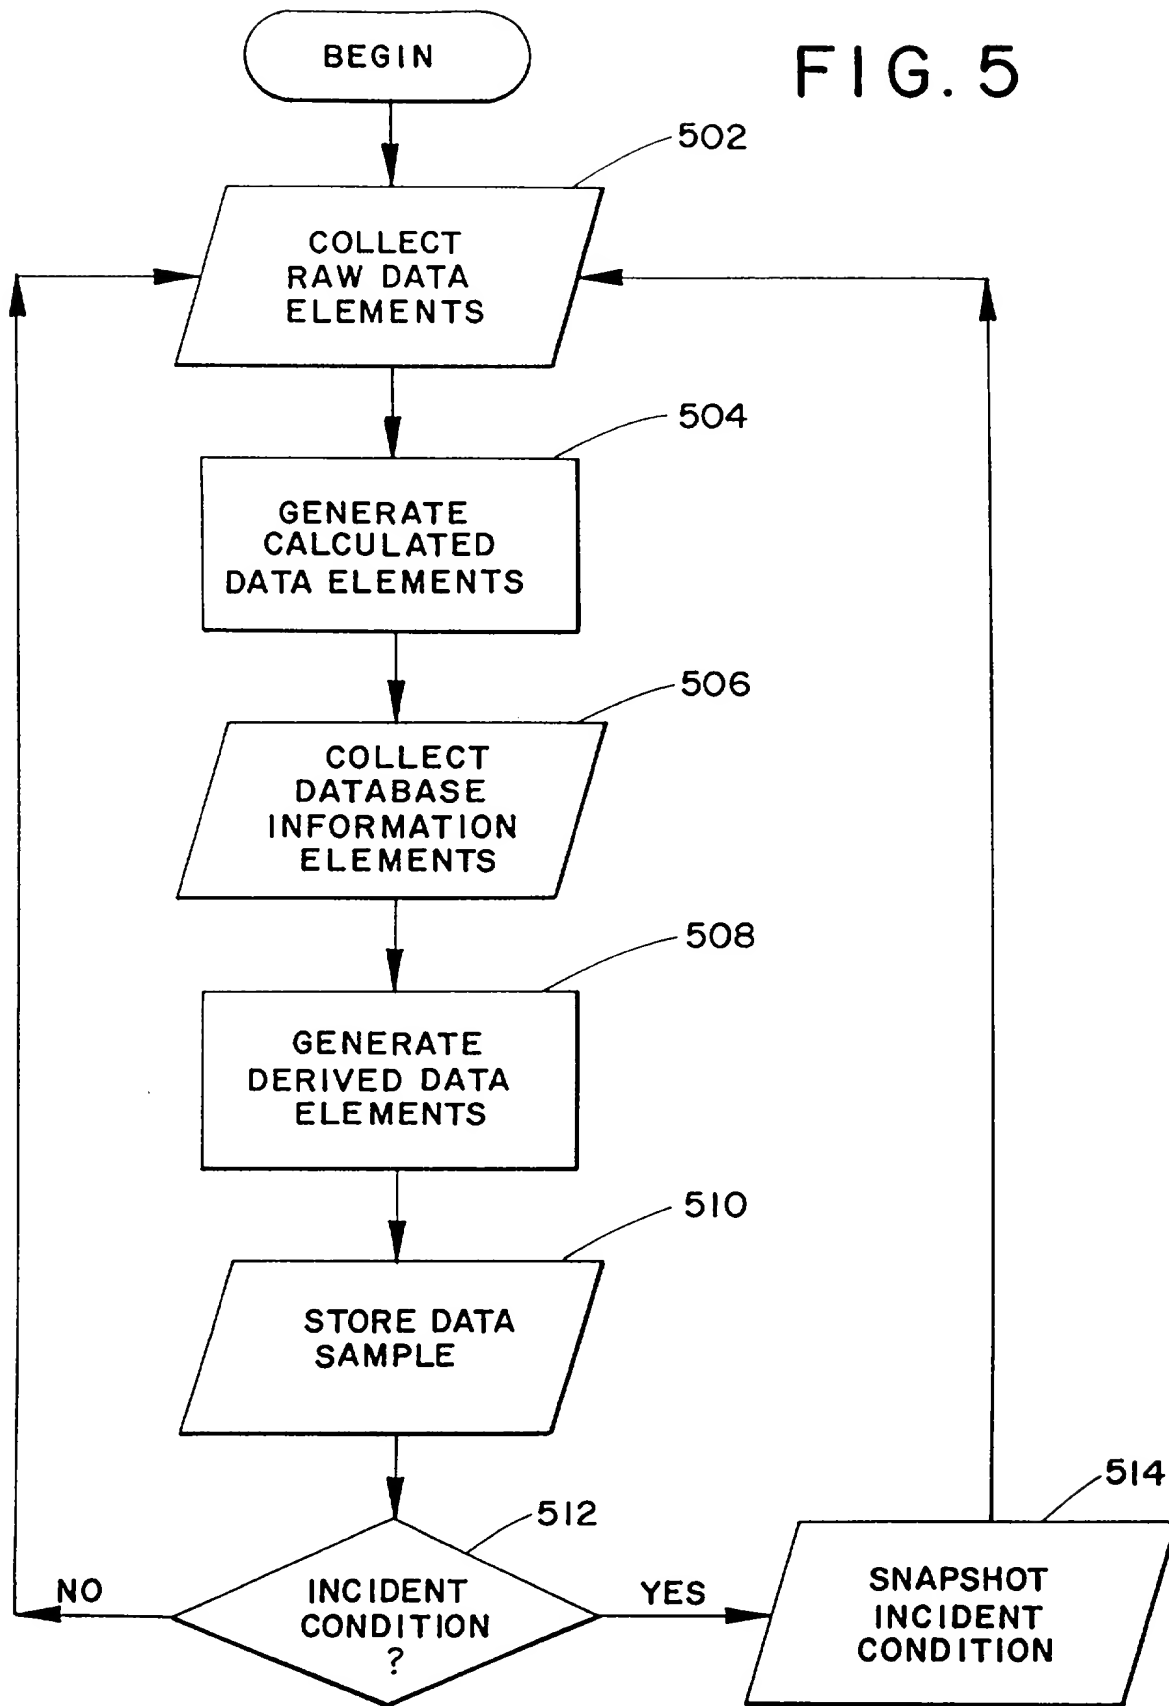 BEGIN
FIG. 5
502
COLLECT
RAW DATA
ELEMENTS
504
GENERATE
CALCULATED
DATA ELEMENTS
506
COLLECT
DATABASE
INFORMATION
ELEMENTS
508
GENERATE
DERIVED DATA
ELEMENTS
510
STORE DATA
SAMPLE
512
INCIDENT
CONDITION
?
NO
YES
514
SNAPSHOT
INCIDENT
CONDITION